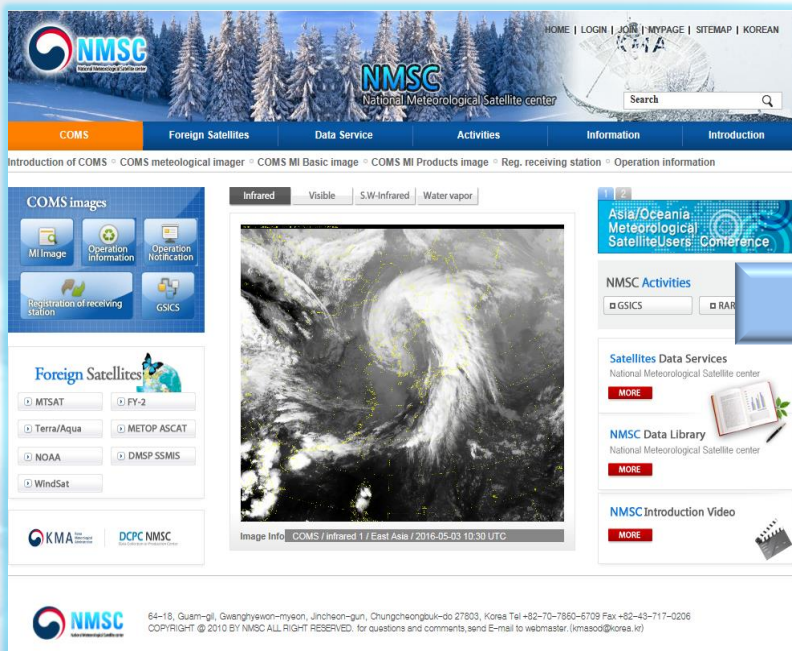 NMSC
National Meteorological Satellite center
HOME | LOGIN | JOIN | MYPAGE | SITEMAP | KOREAN
KMA
NMSC
National Meteorological Satellite center
Search
COMS Foreign Satellites Data Service Activities Information Introduction
Introduction of COMS COMS meteological imager COMS MI Basic image COMS MI Products image Reg. receiving station Operation information
COMS images
MI Image
Operation information
Operation Notification
Registration of receiving station
GSICS
Foreign Satellites
MTSAT FY-2
Terra/Aqua METOP ASCAT
NOAA DMSP SSMIS
WindSat
KMA
DCPC NMSC
Infrared Visible S.W-Infrared Water vapor
Image Info COMS / infrared 1 / East Asia / 2016-05-03 10:30 UTC
1 2
Asia/Oceania
Meteorological
SatelliteUsers' Conference
NMSC Activities
GSICS RAR
Satellites Data Services
National Meteorological Satellite center
MORE
NMSC Data Library
National Meteorological Satellite center
MORE
NMSC Introduction Video
MORE
NMSC
National Meteorological Satellite center
64-18, Guam-gil, Gwanghyewon-myeon, Jincheon-gun, Chungcheongbuk-do 27803, Korea Tel +82-70-7850-5709 Fax +82-43-717-0206
COPYRIGHT @ 2010 BY NMSC ALL RIGHT RESERVED. for questions and comments,send E-mail to webmaster.(kmasod@korea.kr)